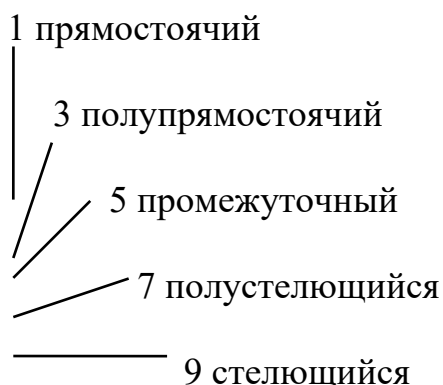 1 прямостоячий
3 полупрямостоячий
5 промежуточный
7 полустелющийся
9 стелющийся